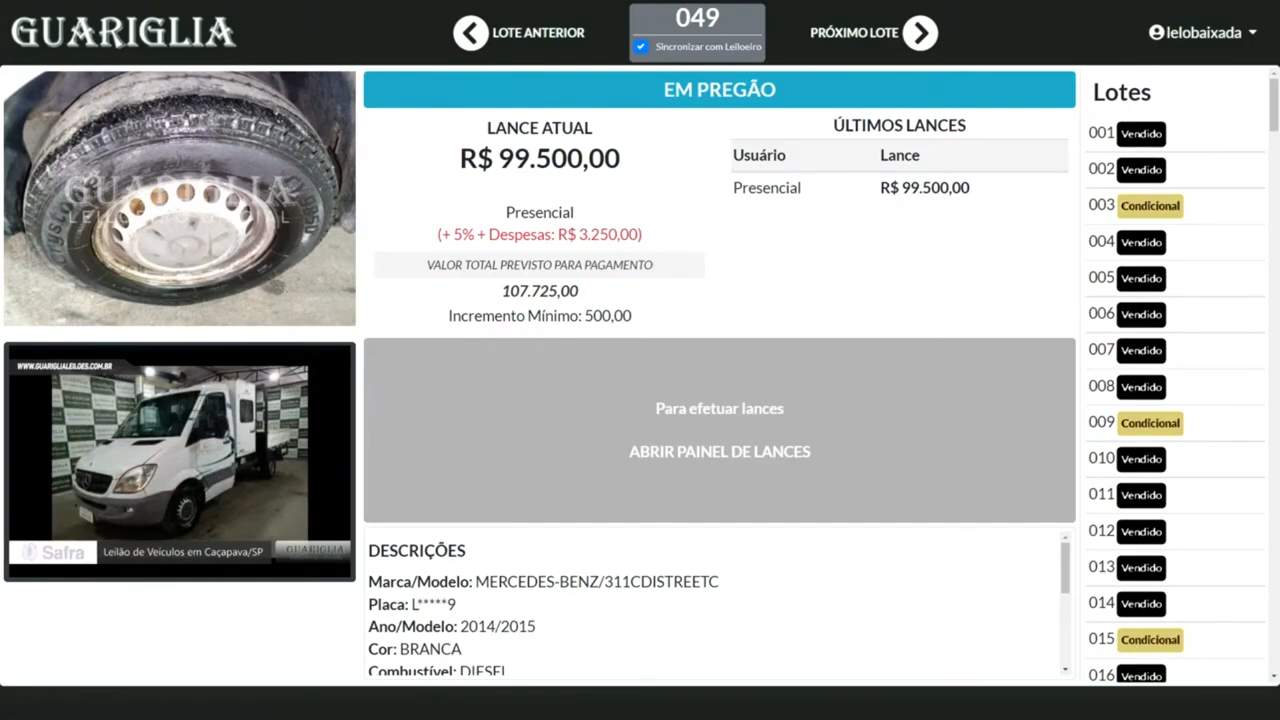 GUARIGLIA
LOTE ANTERIOR
049
Sincronizar com Leiloeiro
PRÓXIMO LOTE
lelobaixada
GUARIGLIA
LEILOEIRO OFICIAL
EM PREGÃO
LANCE ATUAL
R$ 99.500,00
Presencial
(+ 5% + Despesas: R$ 3.250,00)
VALOR TOTAL PREVISTO PARA PAGAMENTO
107.725,00
Incremento Mínimo: 500,00
ÚLTIMOS LANCES
Usuário Lance
Presencial R$ 99.500,00
WWW.GUARIGLIALEILOES.COM.BR
Safra
Leilão de Veículos em Caçapava/SP
GUARIGLIA
Para efetuar lances
ABRIR PAINEL DE LANCES
DESCRIÇÕES
Marca/Modelo: MERCEDES-BENZ/311CDISTREETC
Placa: L*****9
Ano/Modelo: 2014/2015
Cor: BRANCA
Combustível: DIESEL
Lotes
001 Vendido
002 Vendido
003 Condicional
004 Vendido
005 Vendido
006 Vendido
007 Vendido
008 Vendido
009 Condicional
010 Vendido
011 Vendido
012 Vendido
013 Vendido
014 Vendido
015 Condicional
016 Vendido